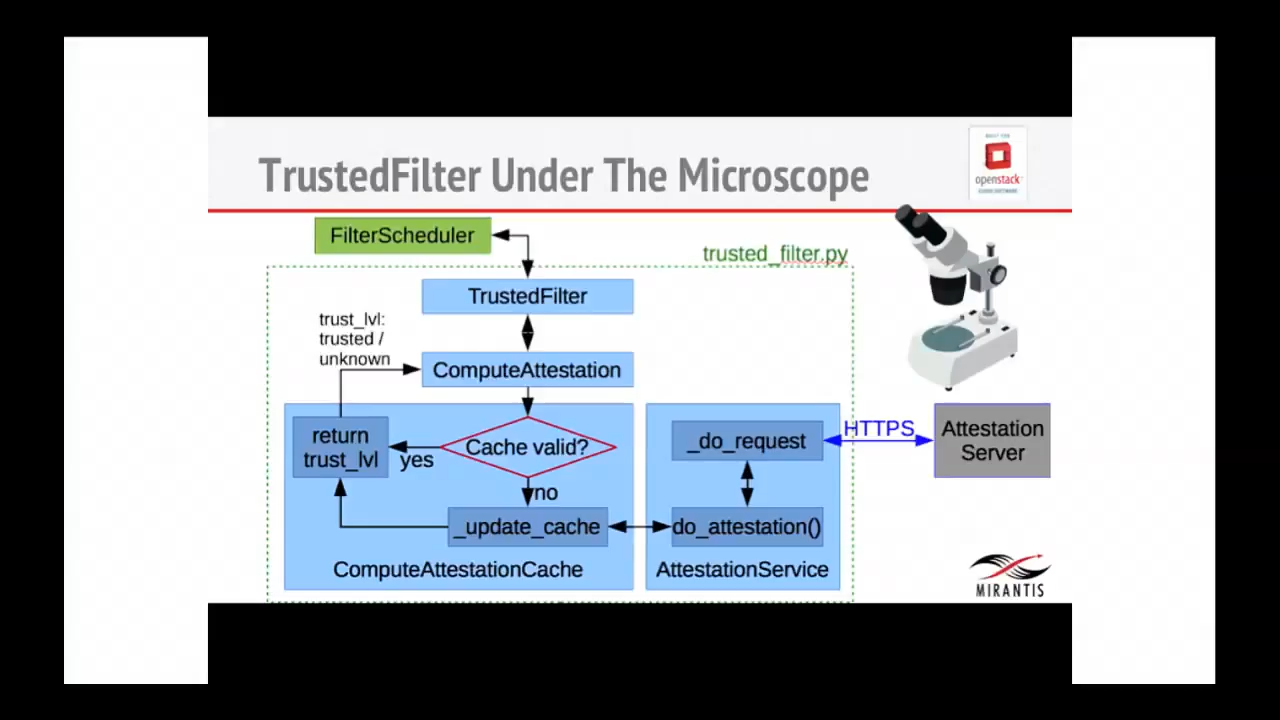 TrustedFilter Under The Microscope
openstack
FilterScheduler
trusted_filter.py
TrustedFilter
trust_lvl:
trusted /
unknown
ComputeAttestation
return
trust_lvl
yes
Cache valid?
no
_update_cache
ComputeAttestationCache
_do_request
do_attestation()
AttestationService
HTTPS
Attestation
Server
MIRANTIS